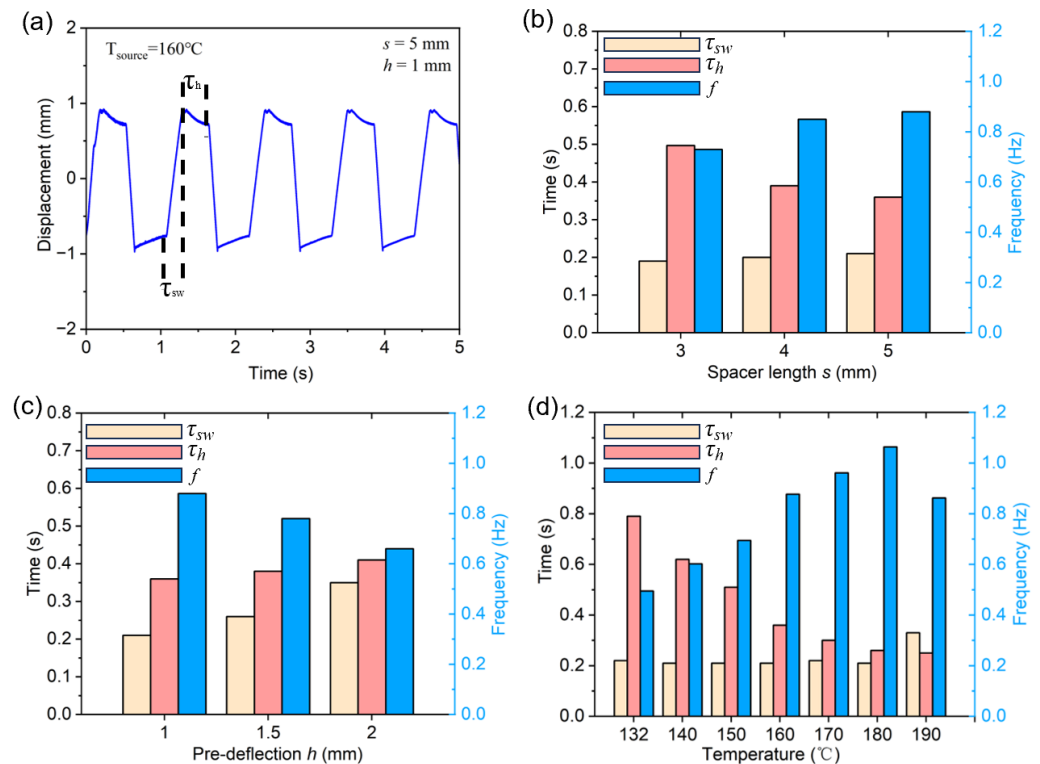 (a)
T_source=160℃
s = 5 mm
h = 1 mm
τ_h
τ_sw
2
1
0
−1
−2
Displacement (mm)
0 1 2 3 4 5
Time (s)
(b)
τ_sw
τ_h
f
0.8
0.7
0.6
0.5
0.4
0.3
0.2
0.1
0.0
Time (s)
1.2
1.0
0.8
0.6
0.4
0.2
0.0
Frequency (Hz)
3 4 5
Spacer length s (mm)
(c)
τ_sw
τ_h
f
0.8
0.7
0.6
0.5
0.4
0.3
0.2
0.1
0.0
Time (s)
1.2
1.0
0.8
0.6
0.4
0.2
0.0
Frequency (Hz)
1 1.5 2
Pre-deflection h (mm)
(d)
τ_sw
τ_h
f
1.2
1.0
0.8
0.6
0.4
0.2
0.0
Time (s)
1.2
1.0
0.8
0.6
0.4
0.2
0.0
Frequency (Hz)
132 140 150 160 170 180 190
Temperature (℃)